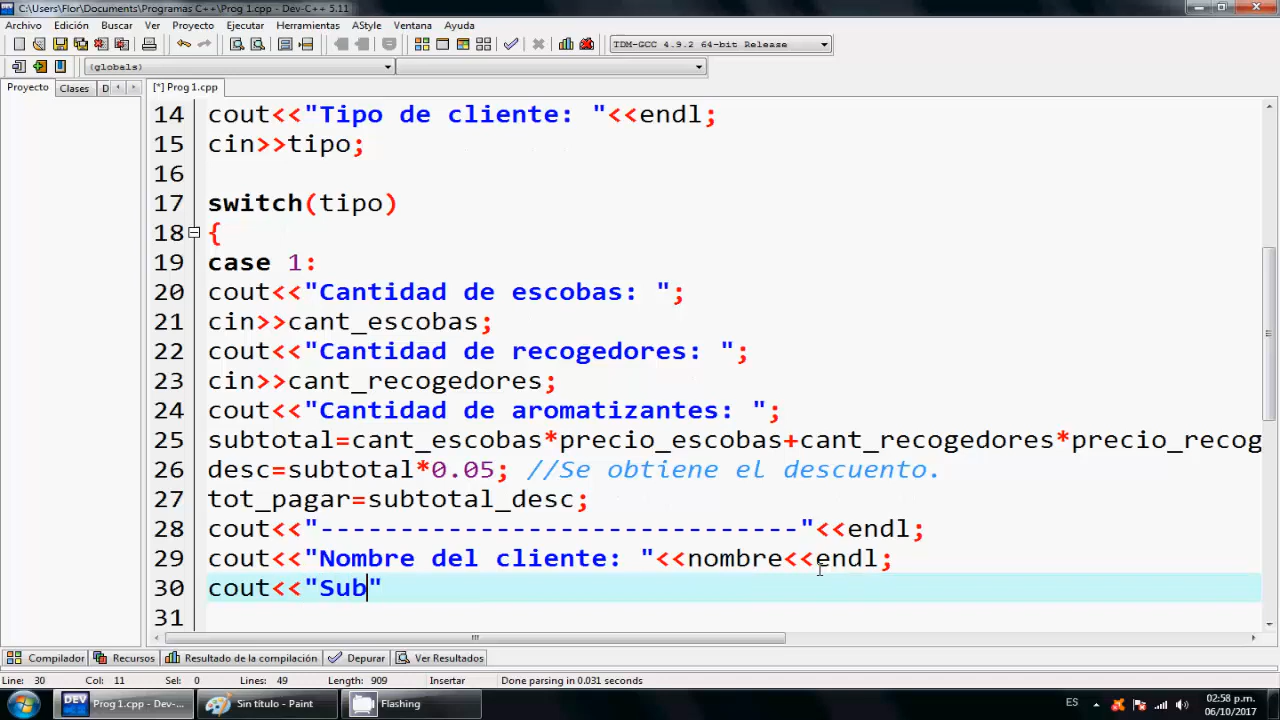 C:\Users\Flor\Documents\Programas C++\Prog 1.cpp - Dev-C++ 5.11
Archivo Edición Buscar Ver Proyecto Ejecutar Herramientas AStyle Ventana Ayuda
TDM-GCC 4.9.2 64-bit Release
(globals)
Proyecto Clases D [*] Prog 1.cpp
14 cout<<"Tipo de cliente: "<<endl;
15 cin>>tipo;
16
17 switch(tipo)
18 {
19 case 1:
20 cout<<"Cantidad de escobas: ";
21 cin>>cant_escobas;
22 cout<<"Cantidad de recogedores: ";
23 cin>>cant_recogedores;
24 cout<<"Cantidad de aromatizantes: ";
25 subtotal=cant_escobas*precio_escobas+cant_recogedores*precio_recog
26 desc=subtotal*0.05; //Se obtiene el descuento.
27 tot_pagar=subtotal_desc;
28 cout<<"------------------------------"<<endl;
29 cout<<"Nombre del cliente: "<<nombre<<endl;
30 cout<<"Sub"
31
Compilador Recursos Resultado de la compilación Depurar Ver Resultados
Line: 30 Col: 11 Sel: 0 Lines: 49 Length: 909 Insertar Done parsing in 0.031 seconds
Prog 1.cpp - Dev-... Sin título - Paint Flashing ES 02:58 p.m.
06/10/2017